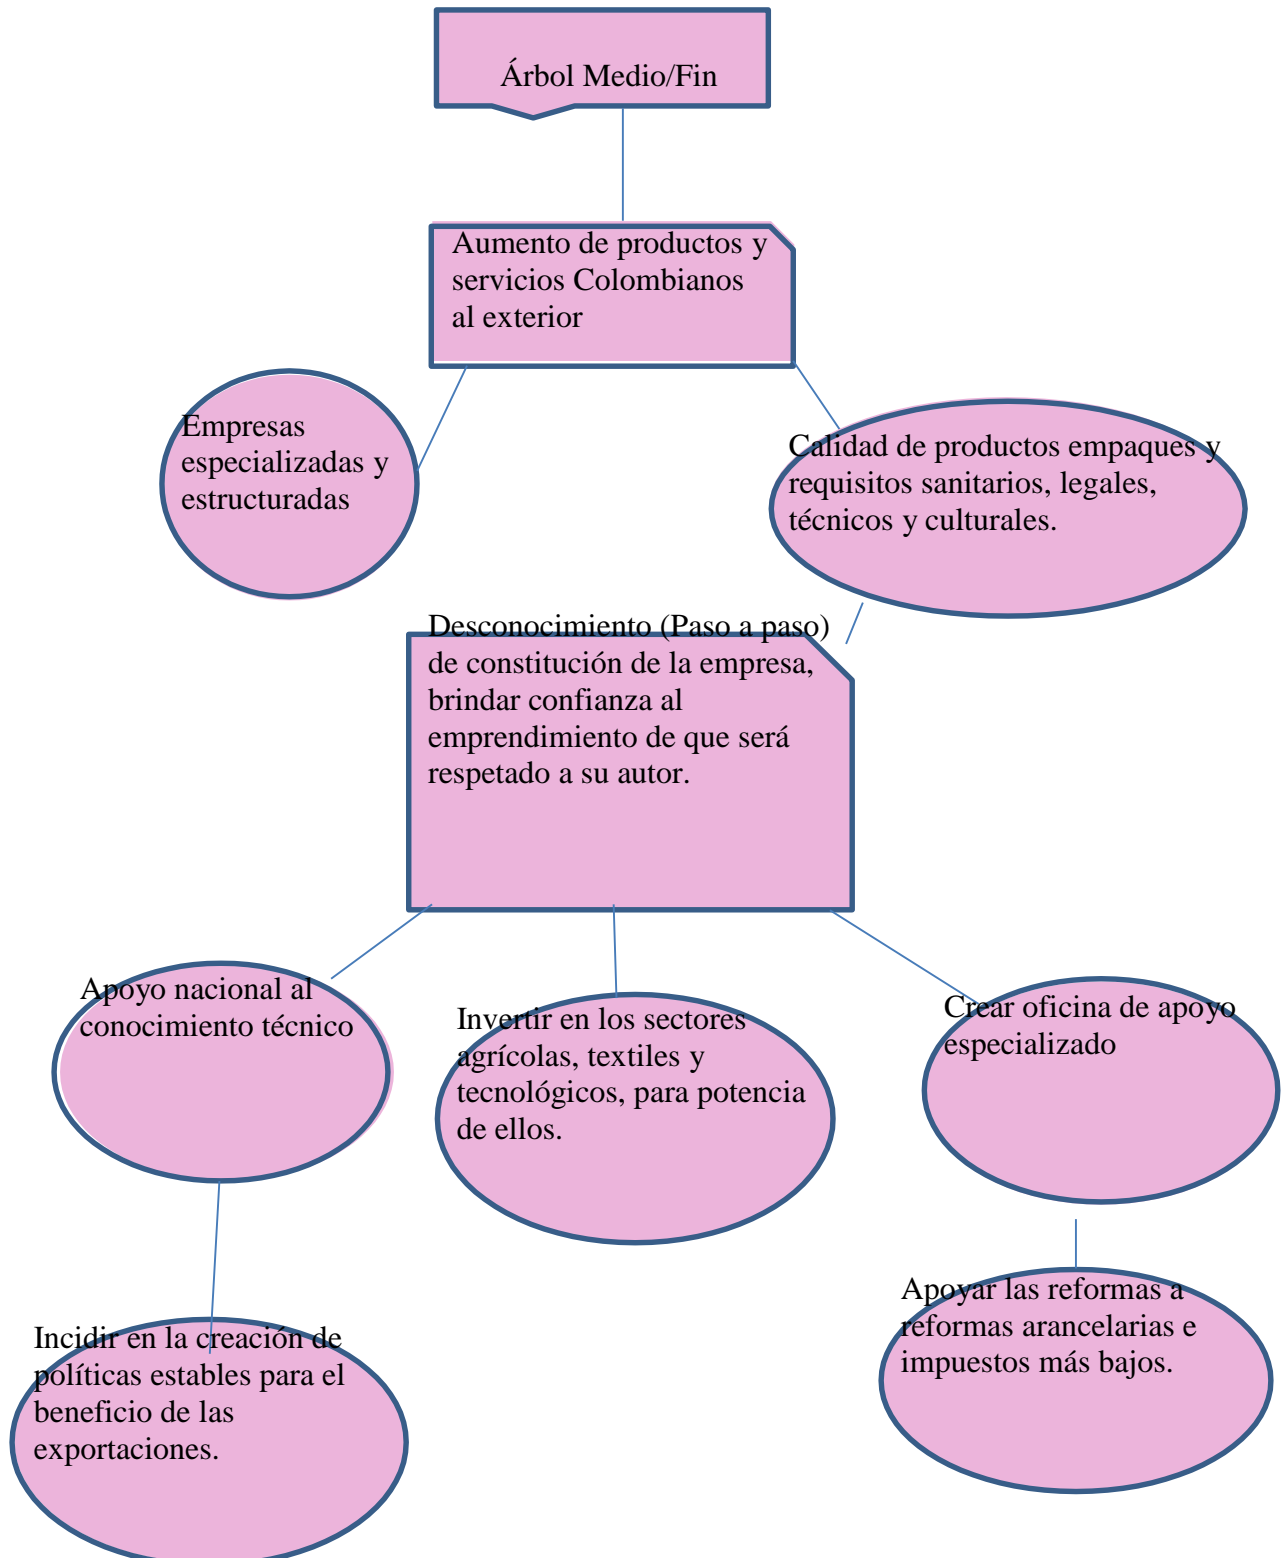 Árbol Medio/Fin
Aumento de productos y
servicios Colombianos
al exterior
Empresas
especializadas y
estructuradas
Calidad de productos empaques y
requisitos sanitarios, legales,
técnicos y culturales.
Desconocimiento (Paso a paso)
de constitución de la empresa,
brindar confianza al
emprendimiento de que será
respetado a su autor.
Apoyo nacional al
conocimiento técnico
Invertir en los sectores
agrícolas, textiles y
tecnológicos, para potencia
de ellos.
Crear oficina de apoyo
especializado
Incidir en la creación de
políticas estables para el
beneficio de las
exportaciones.
Apoyar las reformas a
reformas arancelarias e
impuestos más bajos.